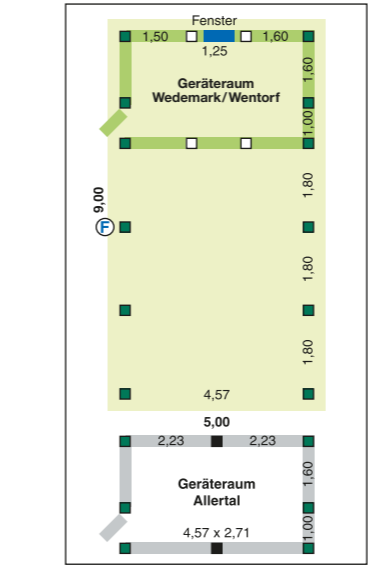 Fenster
1,50
1,60
1,25
Geräteraum
Wedemark/Wentorf
1,60
1,00
1,80
9,00
F
1,80
1,80
4,57
5,00
2,23
2,23
Geräteraum
Allertal
1,60
4,57 x 2,71
1,00